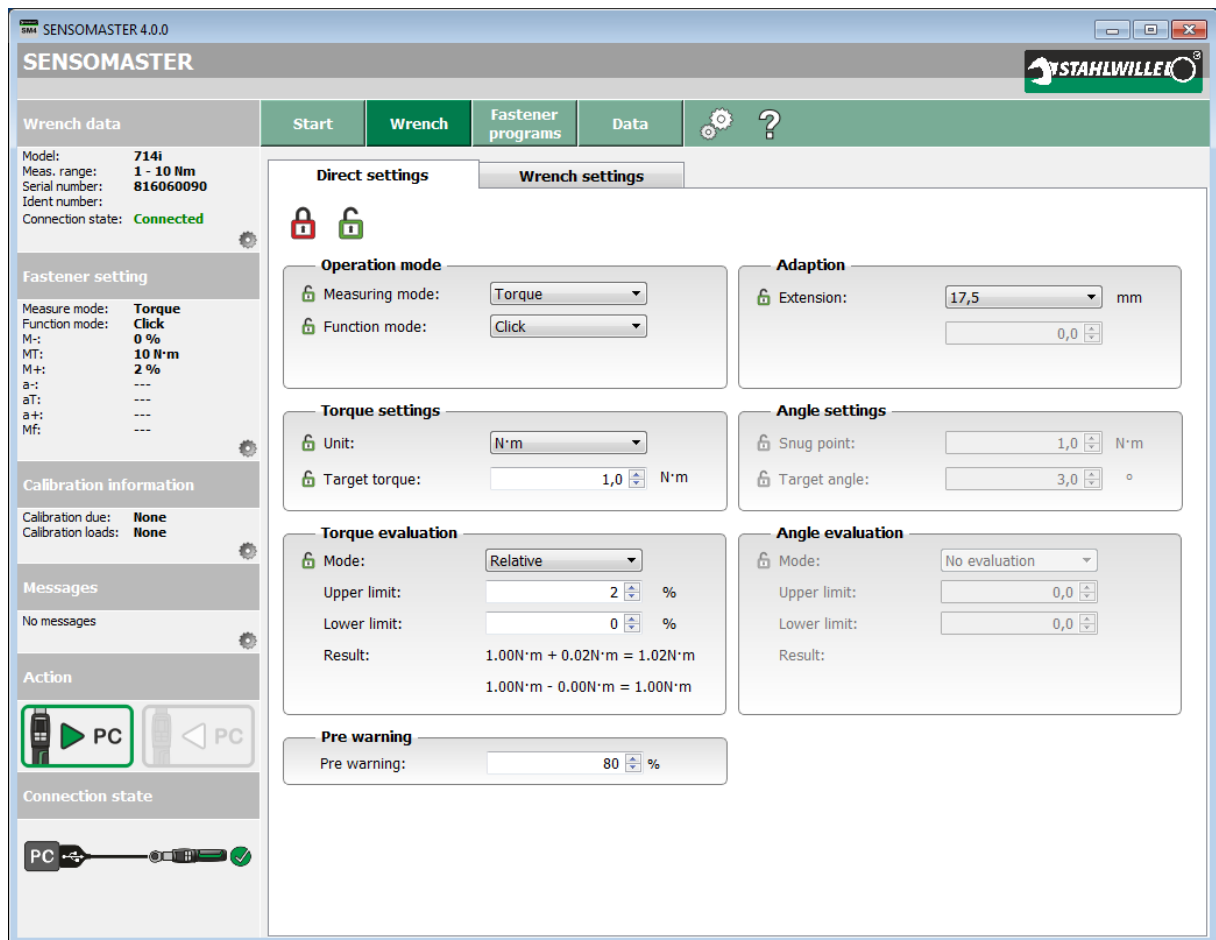 SM4 SENSOMASTER 4.0.0
SENSOMASTER
STAHLWILLE ®
Wrench data
Model: 714i
Meas. range: 1 - 10 Nm
Serial number: 816060090
Ident number:
Connection state: Connected
Fastener setting
Measure mode: Torque
Function mode: Click
M-: 0 %
MT: 10 N·m
M+: 2 %
a-: ---
aT: ---
a+: ---
Mf: ---
Calibration information
Calibration due: None
Calibration loads: None
Messages
No messages
Action
PC
PC
Connection state
PC
Start
Wrench
Fastener
programs
Data
?
Direct settings
Wrench settings
Operation mode
Measuring mode: Torque
Function mode: Click
Adaption
Extension: 17,5 mm
0,0
Torque settings
Unit: N·m
Target torque: 1,0 N·m
Angle settings
Snug point: 1,0 N·m
Target angle: 3,0 °
Torque evaluation
Mode: Relative
Upper limit: 2 %
Lower limit: 0 %
Result: 1.00N·m + 0.02N·m = 1.02N·m
1.00N·m - 0.00N·m = 1.00N·m
Angle evaluation
Mode: No evaluation
Upper limit: 0,0
Lower limit: 0,0
Result:
Pre warning
Pre warning: 80 %